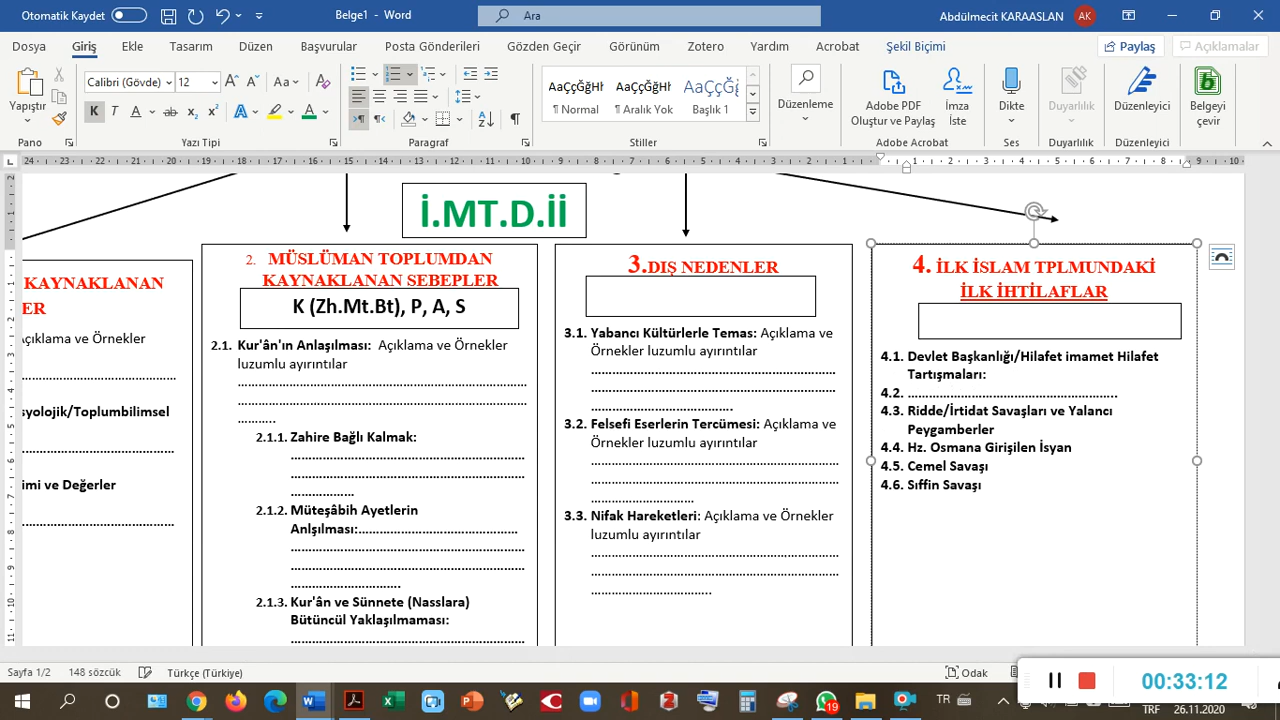 Otomatik Kaydet
Belge1 - Word
Ara
Abdülmecit KARAASLAN
AK
Dosya Giriş Ekle Tasarım Düzen Başvurular Posta Gönderileri Gözden Geçir Görünüm Zotero Yardım Acrobat Şekil Biçimi
Paylaş
Açıklamalar
Yapıştır
Calibri (Gövde) 12
AaÇçĞğHł AaÇçĞğHł AaÇçĞğ
¶ Normal ¶ Aralık Yok Başlık 1
Düzenleme
Adobe PDF Oluştur ve Paylaş
İmza İste
Dikte
Duyarlılık
Düzenleyici
Belgeyi çevir
Pano Yazı Tipi Paragraf Stiller Adobe Acrobat Ses Duyarlılık Düzenleyici
İ.MT.D.İİ
KAYNAKLANAN
ER
çıklama ve Örnekler
syolojik/Toplumbilimsel
imi ve Değerler
2. MÜSLÜMAN TOPLUMDAN
KAYNAKLANAN SEBEPLER
K (Zh.Mt.Bt), P, A, S
2.1. Kur'ân'ın Anlaşılması: Açıklama ve Örnekler
luzumlu ayırıntılar
2.1.1. Zahire Bağlı Kalmak:
2.1.2. Müteşâbih Ayetlerin
Anlşılması:
2.1.3. Kur'ân ve Sünnete (Nasslara)
Bütüncül Yaklaşılmaması:
3.DIŞ NEDENLER
3.1. Yabancı Kültürlerle Temas: Açıklama ve
Örnekler luzumlu ayırıntılar
3.2. Felsefi Eserlerin Tercümesi: Açıklama ve
Örnekler luzumlu ayırıntılar
3.3. Nifak Hareketleri: Açıklama ve Örnekler
luzumlu ayırıntılar
4. İLK İSLAM TPLMUNDAKİ
İLK İHTİLAFLAR
4.1. Devlet Başkanlığı/Hilafet imamet Hilafet
Tartışmaları:
4.2. ............................................................
4.3. Ridde/İrtidat Savaşları ve Yalancı
Peygamberler
4.4. Hz. Osmana Girişilen İsyan
4.5. Cemel Savaşı
4.6. Sıffin Savaşı
Sayfa 1/2 148 sözcük Türkçe (Türkiye)
Odak
00:33:12
19
TR
26.11.2020